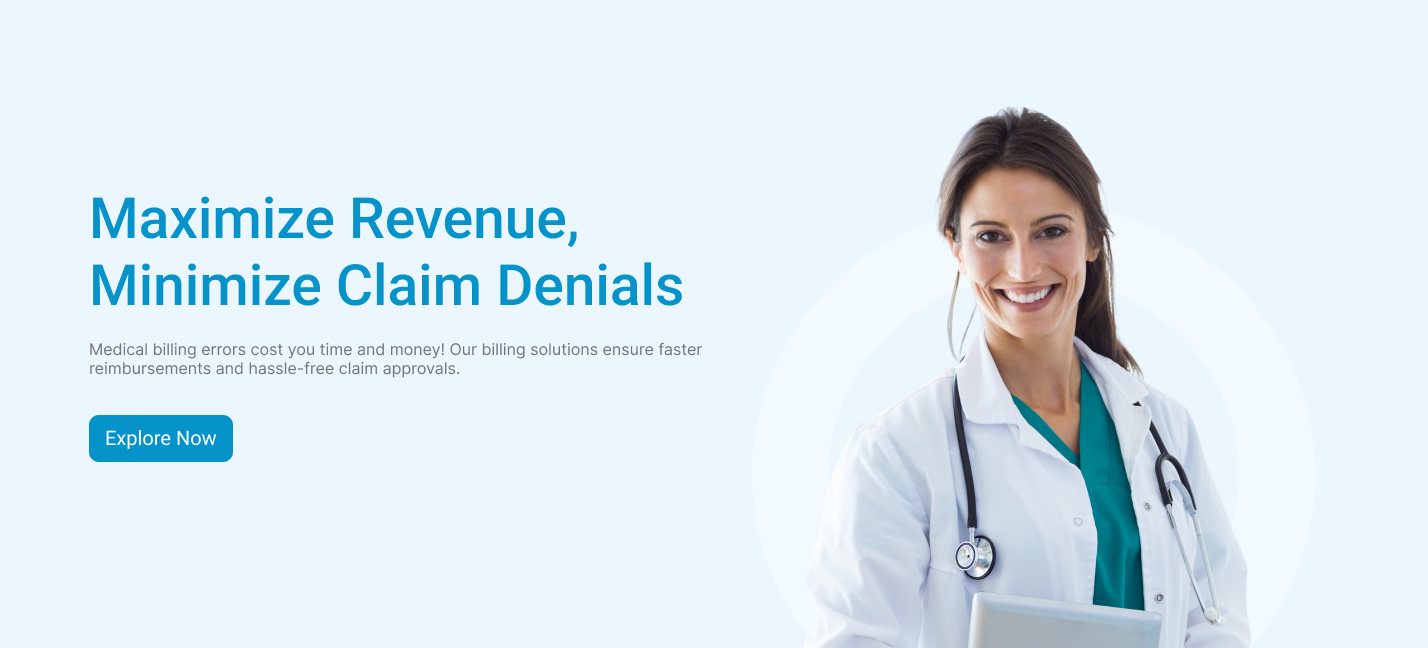 Maximize Revenue,
Minimize Claim Denials
Medical billing errors cost you time and money! Our billing solutions ensure faster
reimbursements and hassle-free claim approvals.
Explore Now